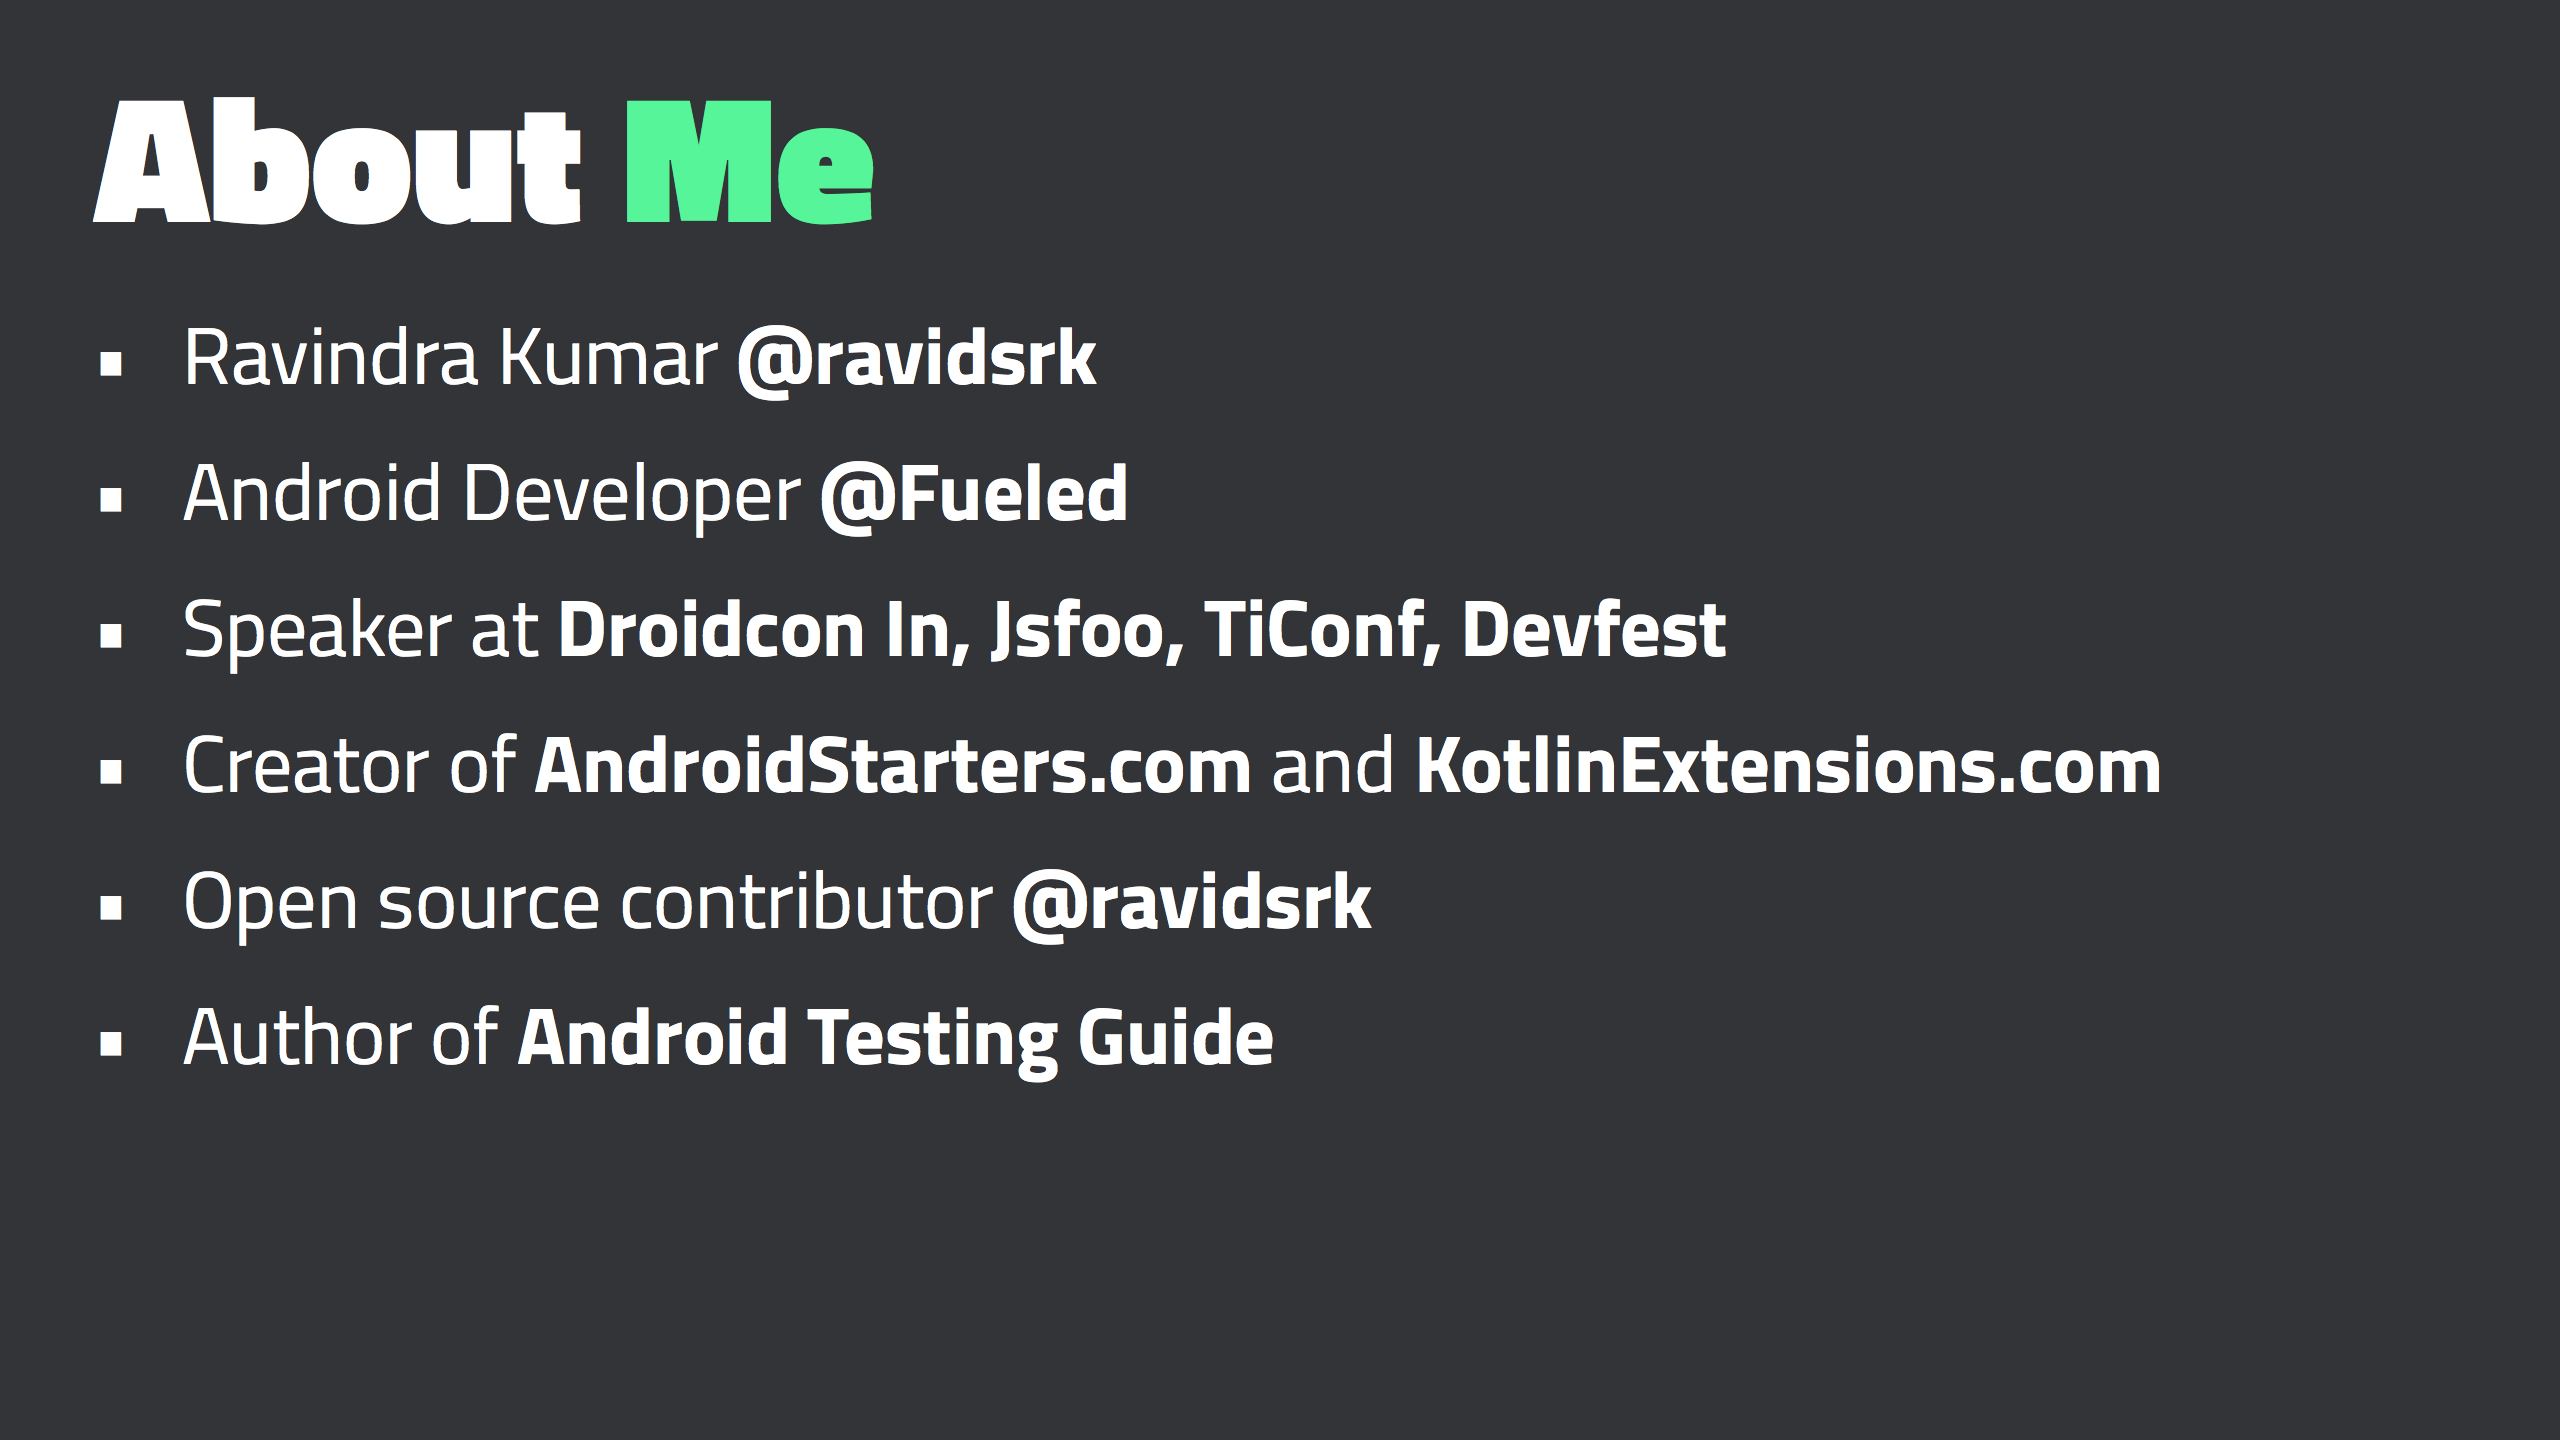 About Me
▪ Ravindra Kumar @ravidsrk
▪ Android Developer @Fueled
▪ Speaker at Droidcon In, Jsfoo, TiConf, Devfest
▪ Creator of AndroidStarters.com and KotlinExtensions.com
▪ Open source contributor @ravidsrk
▪ Author of Android Testing Guide